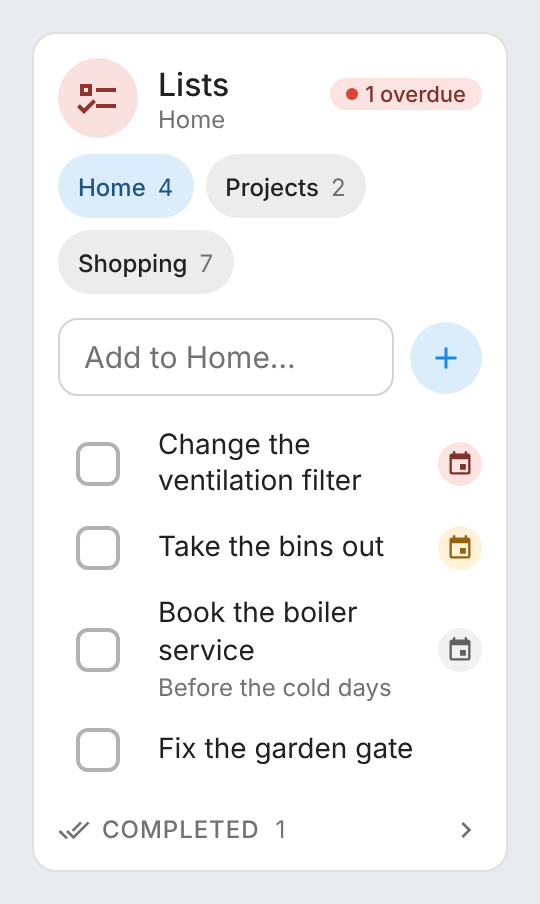 Lists
Home
1 overdue
Home 4
Projects 2
Shopping 7
Add to Home...
Change the
ventilation filter
Take the bins out
Book the boiler
service
Before the cold days
Fix the garden gate
COMPLETED 1